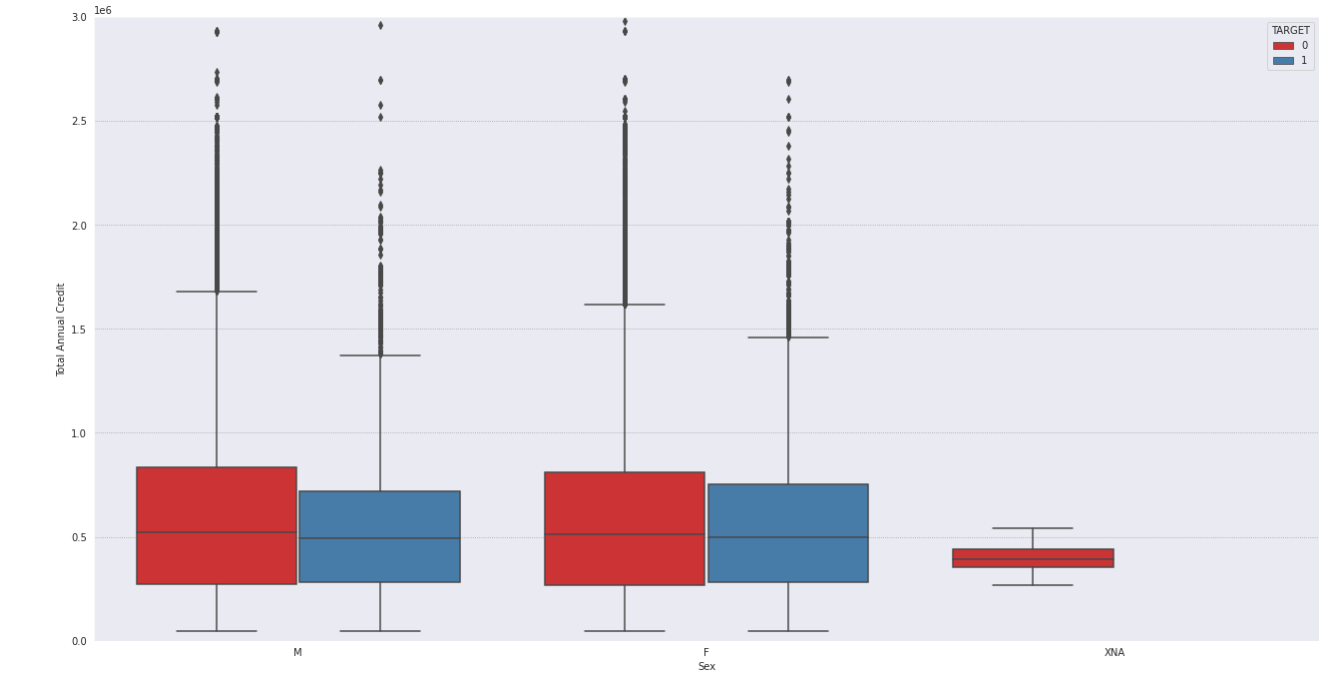 1e6
3.0
2.5
2.0
1.5
1.0
0.5
0.0
Total Annual Credit
TARGET
0
1
M
F
XNA
Sex